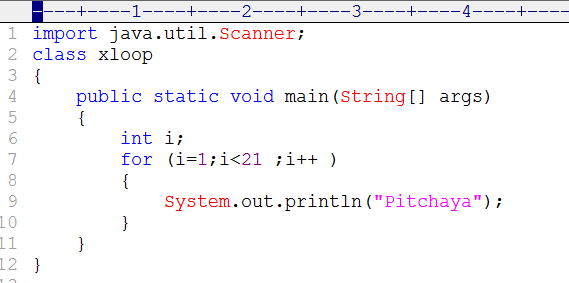 ----+----1----+----2----+----3----+----4----+----
1 import java.util.Scanner;
2 class xloop
3 {
4     public static void main(String[] args)
5     {
6         int i;
7         for (i=1;i<21 ;i++ )
8         {
9             System.out.println("Pitchaya");
10         }
11     }
12 }